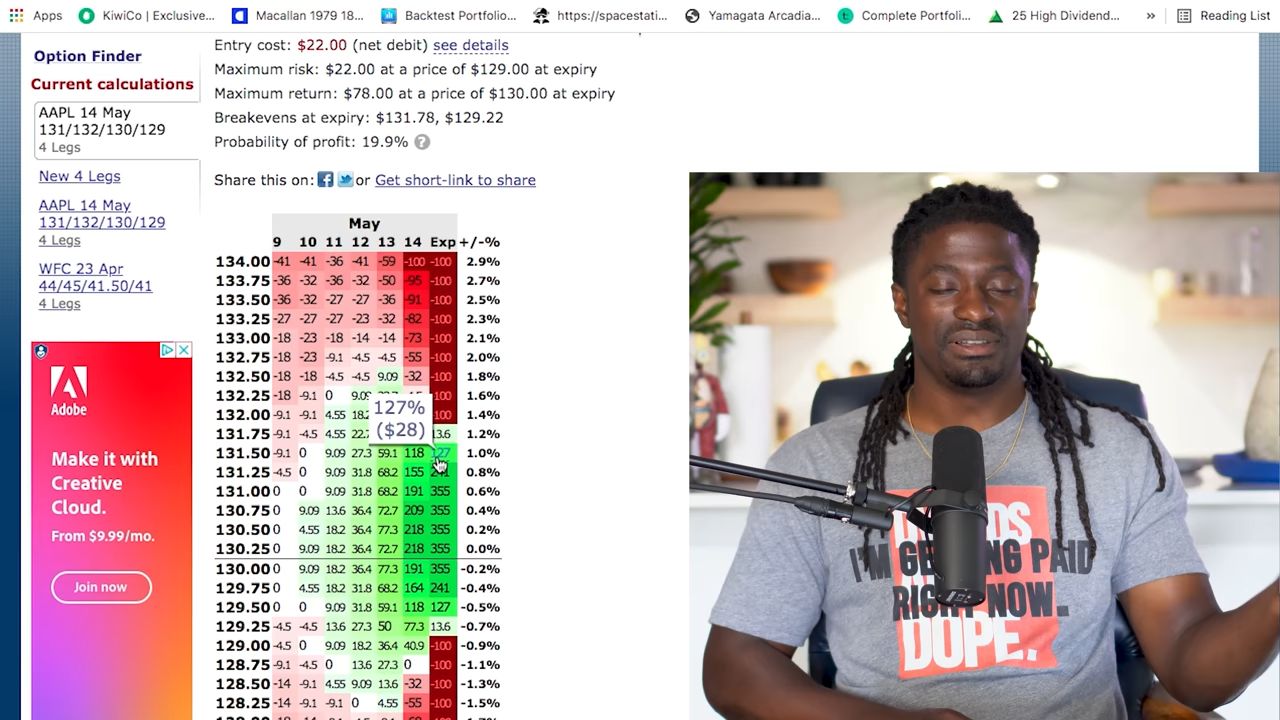 Apps KiwiCo | Exclusive... Macallan 1979 18... Backtest Portfolio... https://spacestati... Yamagata Arcadia... Complete Portfoli... 25 High Dividend... » Reading List
Option Finder
Current calculations
AAPL 14 May
131/132/130/129
4 Legs
New 4 Legs
AAPL 14 May
131/132/130/129
4 Legs
WFC 23 Apr
44/45/41.50/41
4 Legs
Adobe
Make it with
Creative
Cloud.
From $9.99/mo.
Join now
Entry cost: $22.00 (net debit) see details
Maximum risk: $22.00 at a price of $129.00 at expiry
Maximum return: $78.00 at a price of $130.00 at expiry
Breakevens at expiry: $131.78, $129.22
Probability of profit: 19.9% ?
Share this on: or Get short-link to share
May
9 10 11 12 13 14 Exp +/-%
134.00 -41 -41 -36 -41 -59 -100 -100 2.9%
133.75 -36 -32 -36 -32 -50 -95 -100 2.7%
133.50 -36 -32 -27 -27 -36 -91 -100 2.5%
133.25 -27 -27 -27 -23 -32 -82 -100 2.3%
133.00 -18 -23 -18 -14 -14 -73 -100 2.1%
132.75 -18 -23 -9.1 -4.5 -4.5 -55 -100 2.0%
132.50 -18 -18 -4.5 -4.5 9.09 -32 -100 1.8%
132.25 -18 -9.1 0 9.09 -100 1.6%
132.00 -9.1 -9.1 4.55 18.2 -100 1.4%
131.75 -9.1 -4.5 4.55 22.7 13.6 1.2%
127%
($28)
131.50 -9.1 0 9.09 27.3 59.1 118 127 1.0%
131.25 -4.5 0 9.09 31.8 68.2 155 241 0.8%
131.00 0 0 9.09 31.8 68.2 191 355 0.6%
130.75 0 9.09 13.6 36.4 72.7 209 355 0.4%
130.50 0 4.55 18.2 36.4 77.3 218 355 0.2%
130.25 0 9.09 18.2 36.4 72.7 218 355 0.0%
130.00 0 9.09 18.2 36.4 77.3 191 355 -0.2%
129.75 0 4.55 18.2 36.4 68.2 164 241 -0.4%
129.50 0 0 9.09 31.8 59.1 118 127 -0.5%
129.25 -4.5 -4.5 13.6 27.3 50 77.3 13.6 -0.7%
129.00 -4.5 0 9.09 18.2 36.4 40.9 -100 -0.9%
128.75 -9.1 -4.5 0 13.6 27.3 0 -100 -1.1%
128.50 -14 -9.1 4.55 9.09 13.6 -32 -100 -1.3%
128.25 -14 -9.1 -9.1 0 4.55 -55 -100 -1.5%
I'M GE NG PAID
RIGH NOW..
DOPE.